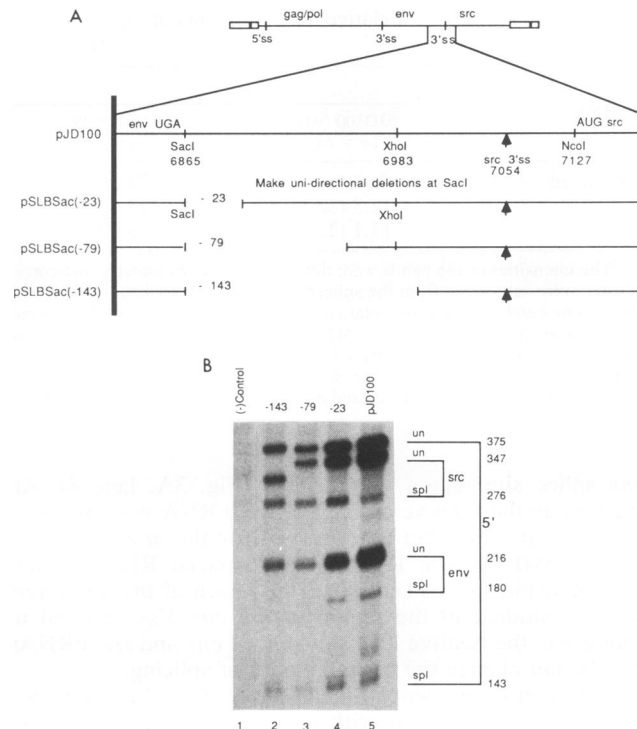 A
gag/pol env src
5'ss 3'ss 3'ss
env UGA AUG src
pJD100
SacI XhoI src 3'ss NcoI
6865 6983 7054 7127
Make uni-directional deletions at SacI
pSLBSac(-23) - 23
SacI XhoI
pSLBSac(-79) - 79
pSLBSac(-143) - 143
B
(-)Control -143 -79 -23 pJD100
un 375
un 347
src
spl 276
5'
un 216
env
spl 180
spl 143
1 2 3 4 5